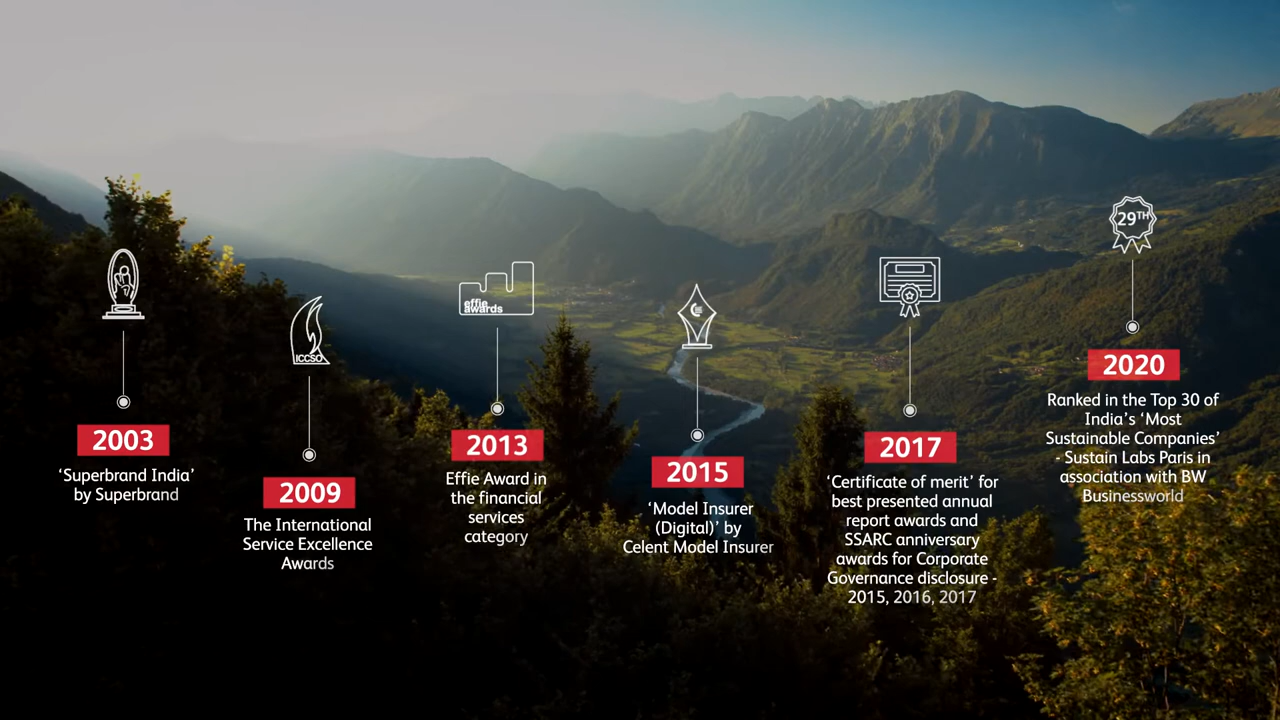 2003
‘Superbrand India’
by Superbrand
ICCSO
2009
The International
Service Excellence
Awards
effie
awards
2013
Effie Award in
the financial
services
category
2015
‘Model Insurer
(Digital)’ by
Celent Model Insurer
2017
‘Certificate of merit’ for
best presented annual
report awards and
SSARC anniversary
awards for Corporate
Governance disclosure -
2015, 2016, 2017
29TH
2020
Ranked in the Top 30 of
India’s ‘Most
Sustainable Companies’
- Sustain Labs Paris in
association with BW
Businessworld